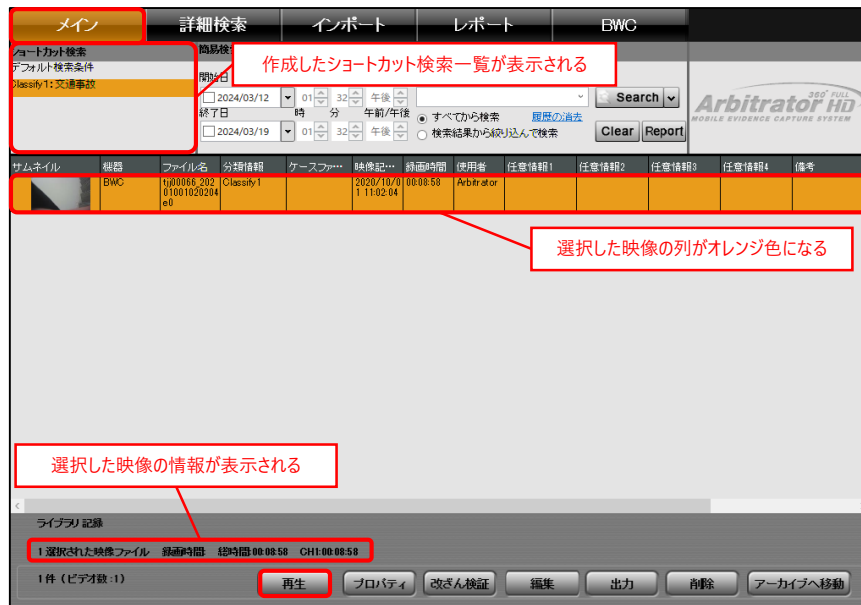 メイン 詳細検索 インポート レポート BWC
ショートカット検索
デフォルト検索条件
Classify1:交通事故
作成したショートカット検索一覧が表示される
2024/03/12 01 32 午後
終了日 時 分 午前/午後
2024/03/19 01 32 午後
すべてから検索 履歴の消去
検索結果から絞り込んで検索
Search
Clear Report
Arbitrator 360° FULL HD
MOBILE EVIDENCE CAPTURE SYSTEM
サムネイル 機器 ファイル名 分類情報 ケースファ… 映像記… 録画時間 使用者 任意情報1 任意情報2 任意情報3 任意情報4 備考
BWC tjj00066_20201001020204e0 Classify1 2020/10/01 11:02:04 00:08:58 Arbitrator
選択した映像の列がオレンジ色になる
選択した映像の情報が表示される
ライブラリ 記録
1 選択された映像ファイル 録画時間: 総時間:00:08:58 CH1:00:08:58
1件 (ビデオ数:1) 再生 プロパティ 改ざん検証 編集 出力 削除 アーカイブへ移動